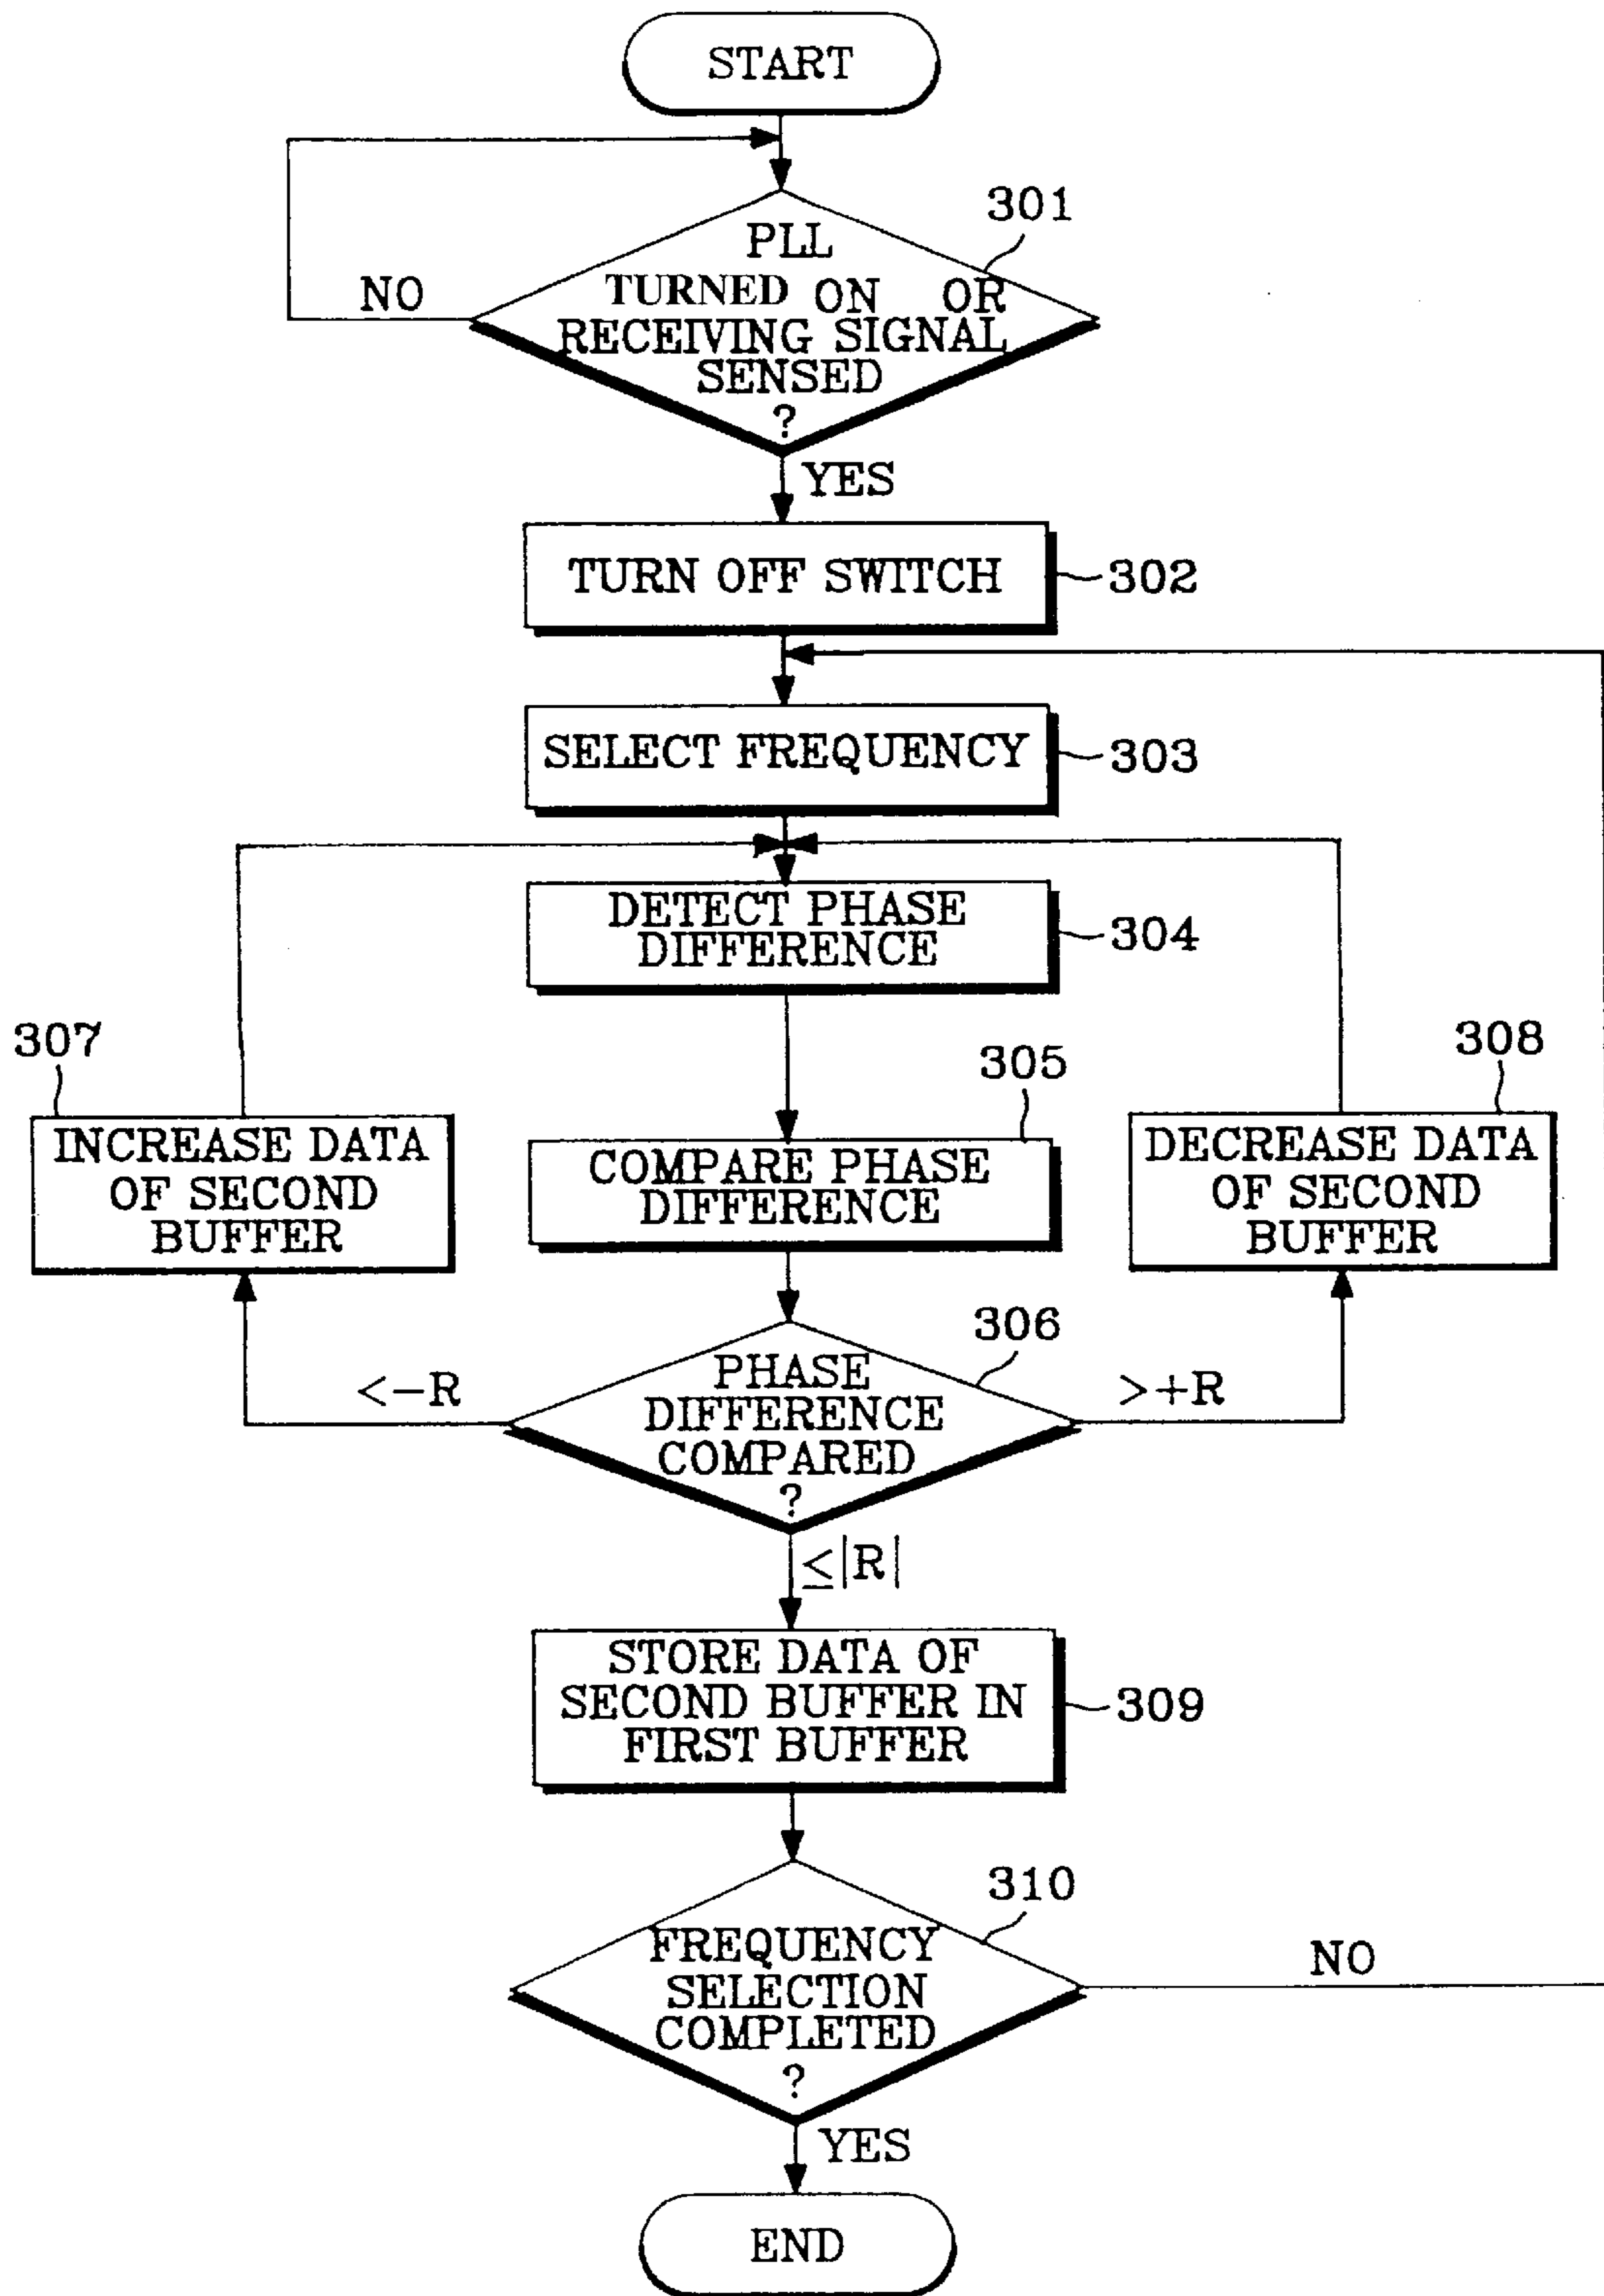 START
301
PLL
TURNED ON OR
RECEIVING SIGNAL
SENSED
?
NO
YES
TURN OFF SWITCH
302
SELECT FREQUENCY
303
DETECT PHASE
DIFFERENCE
304
307
INCREASE DATA
OF SECOND
BUFFER
305
COMPARE PHASE
DIFFERENCE
308
DECREASE DATA
OF SECOND
BUFFER
306
<-R
PHASE
DIFFERENCE
COMPARED
?
>+R
≤|R|
STORE DATA OF
SECOND BUFFER IN
FIRST BUFFER
309
310
FREQUENCY
SELECTION
COMPLETED
?
NO
YES
END